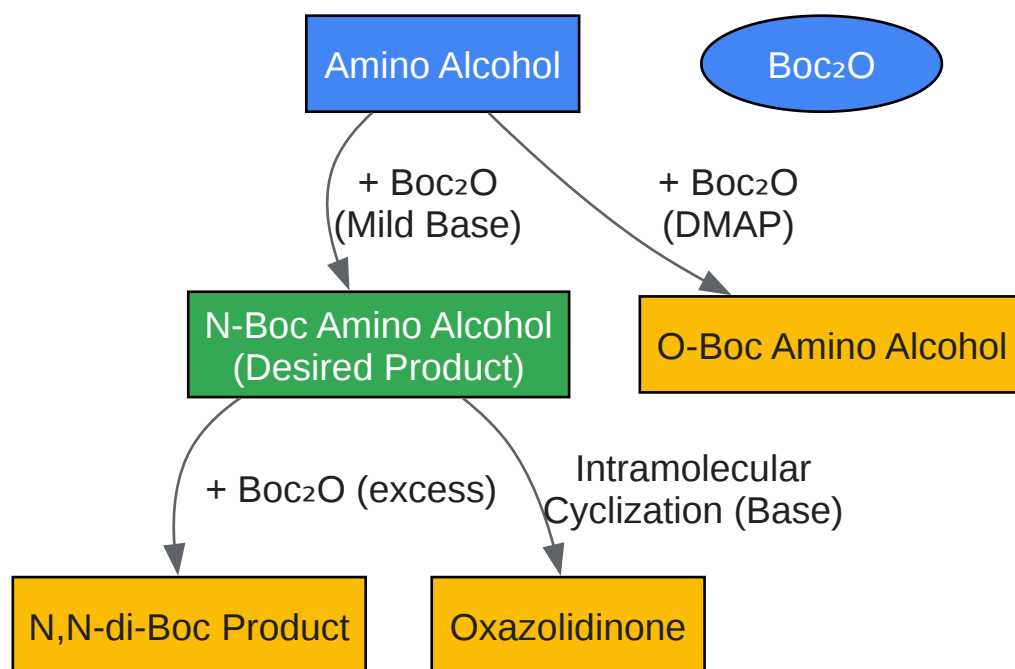 Amino Alcohol
Boc₂O
+ Boc₂O
(Mild Base)
+ Boc₂O
(DMAP)
N-Boc Amino Alcohol
(Desired Product)
O-Boc Amino Alcohol
+ Boc₂O (excess)
Intramolecular
Cyclization (Base)
N,N-di-Boc Product
Oxazolidinone